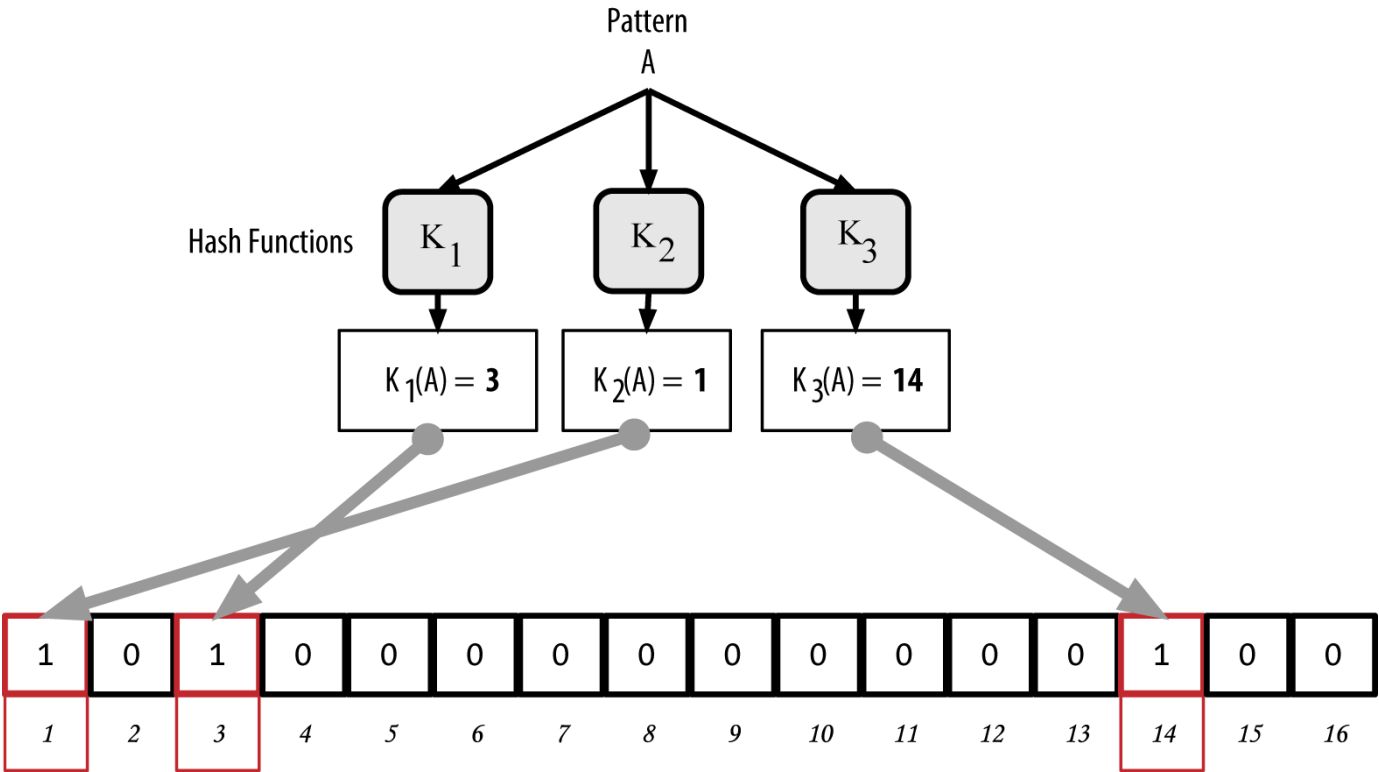 Pattern
A
Hash Functions
K1 K2 K3
K1(A) = 3 K2(A) = 1 K3(A) = 14
1 0 1 0 0 0 0 0 0 0 0 0 0 1 0 0
1 2 3 4 5 6 7 8 9 10 11 12 13 14 15 16